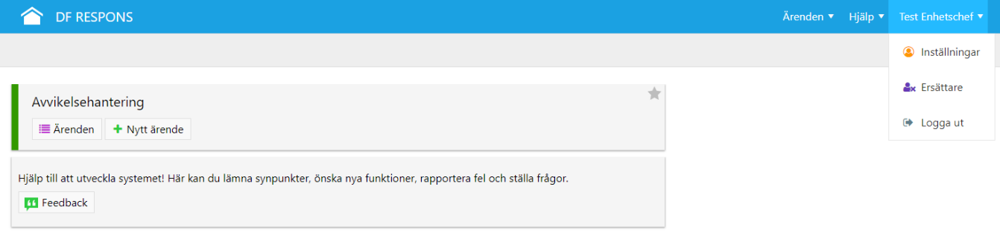 DF RESPONS
Ärenden Hjälp Test Enhetschef
Inställningar
Ersättare
Logga ut
Avvikelsehantering
Ärenden Nytt ärende
Hjälp till att utveckla systemet! Här kan du lämna synpunkter, önska nya funktioner, rapportera fel och ställa frågor.
Feedback